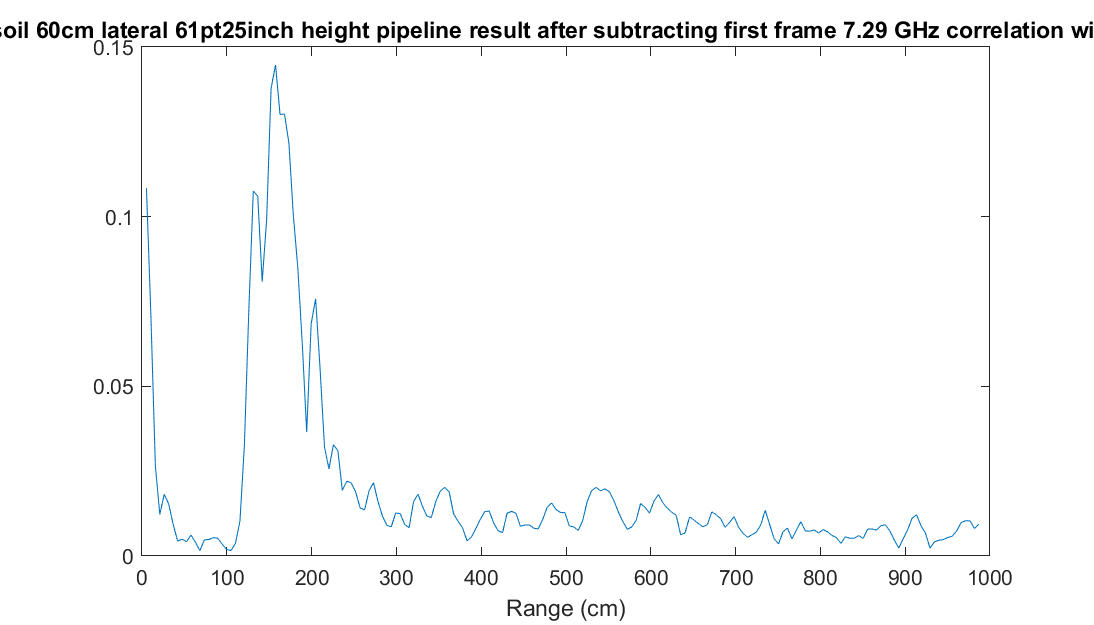 soil 60cm lateral 61pt25inch height pipeline result after subtracting first frame 7.29 GHz correlation wi
0.15
0.1
0.05
0
0 100 200 300 400 500 600 700 800 900 1000
Range (cm)